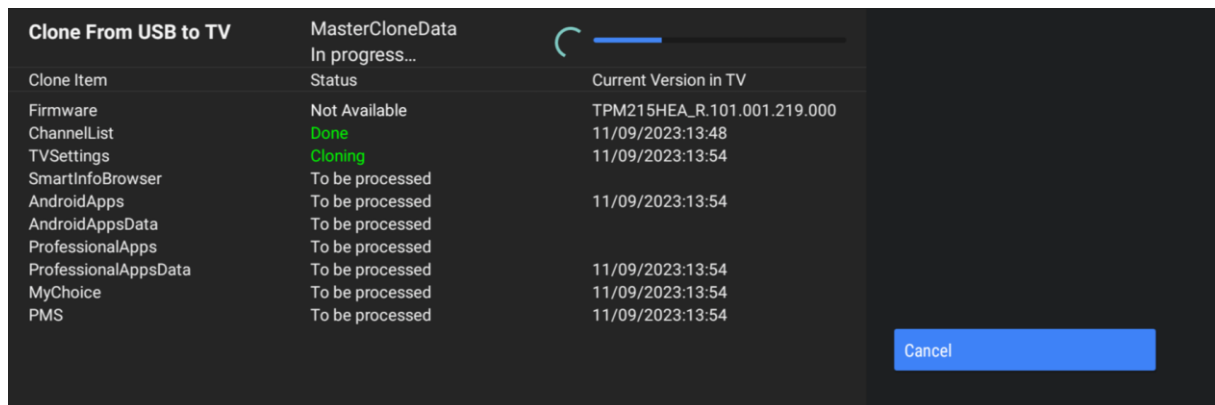 Clone From USB to TV MasterCloneData
In progress...
Clone Item Status Current Version in TV
Firmware Not Available TPM215HEA_R.101.001.219.000
ChannelList Done 11/09/2023:13:48
TVSettings Cloning 11/09/2023:13:54
SmartInfoBrowser To be processed
AndroidApps To be processed 11/09/2023:13:54
AndroidAppsData To be processed
ProfessionalApps To be processed
ProfessionalAppsData To be processed 11/09/2023:13:54
MyChoice To be processed 11/09/2023:13:54
PMS To be processed 11/09/2023:13:54
Cancel